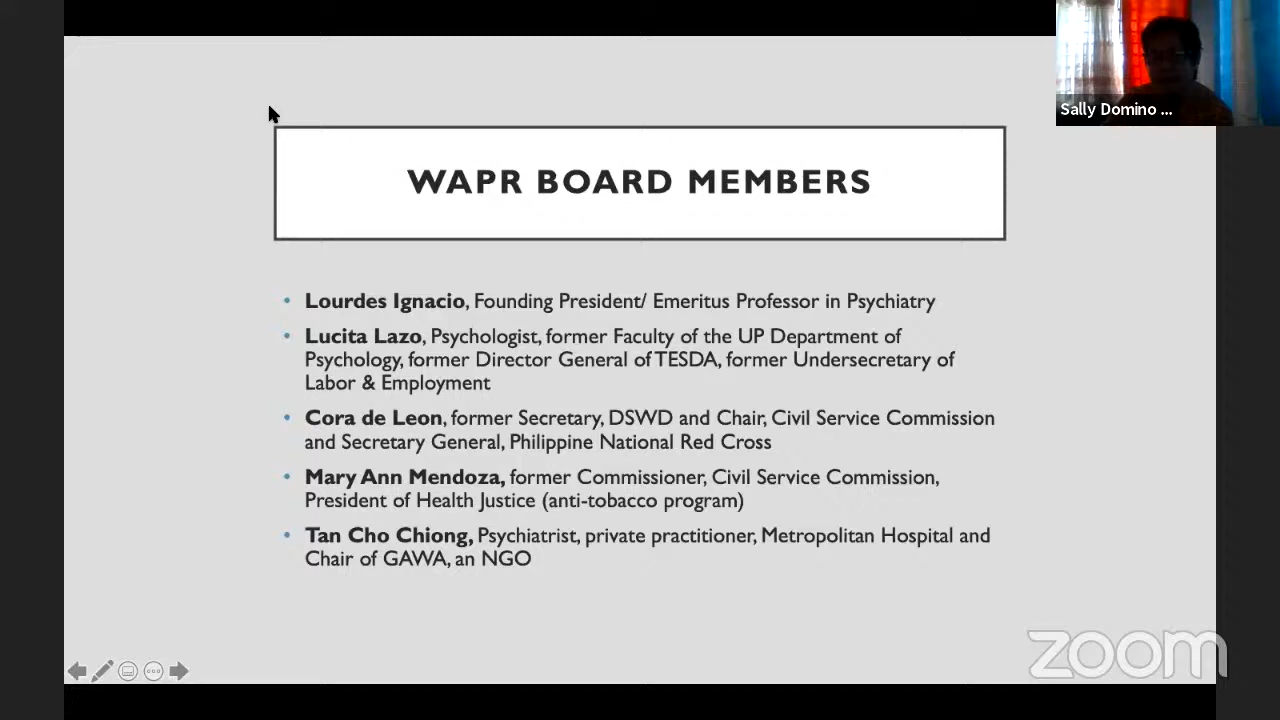 Sally Domino ...
WAPR BOARD MEMBERS
• Lourdes Ignacio, Founding President/ Emeritus Professor in Psychiatry
• Lucita Lazo, Psychologist, former Faculty of the UP Department of
Psychology, former Director General of TESDA, former Undersecretary of
Labor & Employment
• Cora de Leon, former Secretary, DSWD and Chair, Civil Service Commission
and Secretary General, Philippine National Red Cross
• Mary Ann Mendoza, former Commissioner, Civil Service Commission,
President of Health Justice (anti-tobacco program)
• Tan Cho Chiong, Psychiatrist, private practitioner, Metropolitan Hospital and
Chair of GAWA, an NGO
zoom